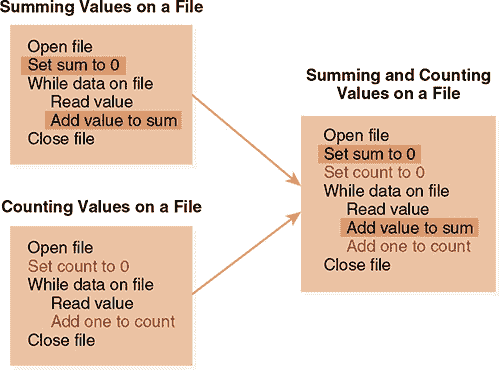 Summing Values on a File
Open file
Set sum to 0
While data on file
Read value
Add value to sum
Close file
Counting Values on a File
Open file
Set count to 0
While data on file
Read value
Add one to count
Close file
Summing and Counting
Values on a File
Open file
Set sum to 0
Set count to 0
While data on file
Read value
Add value to sum
Add one to count
Close file